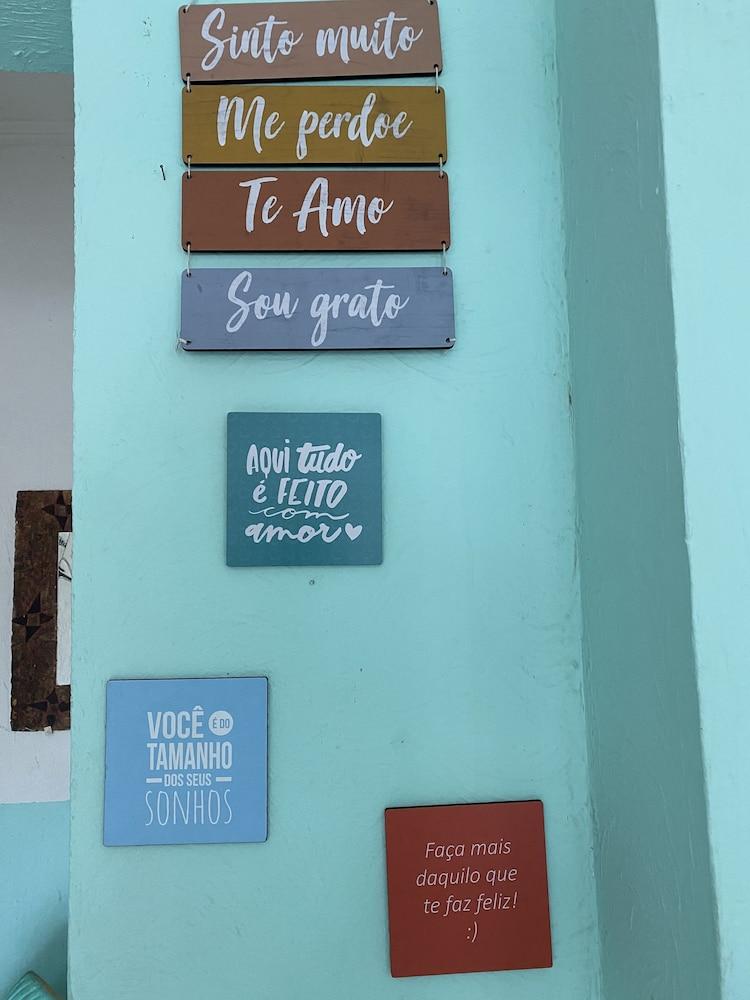 Sinto muito
Me perdoe
Te Amo
Sou grato
AQUI tudo
é FEITO
com
amor
VOCÊ É DO
TAMANHO
DOS SEUS
SONHOS
Faça mais
daquilo que
te faz feliz!
:)